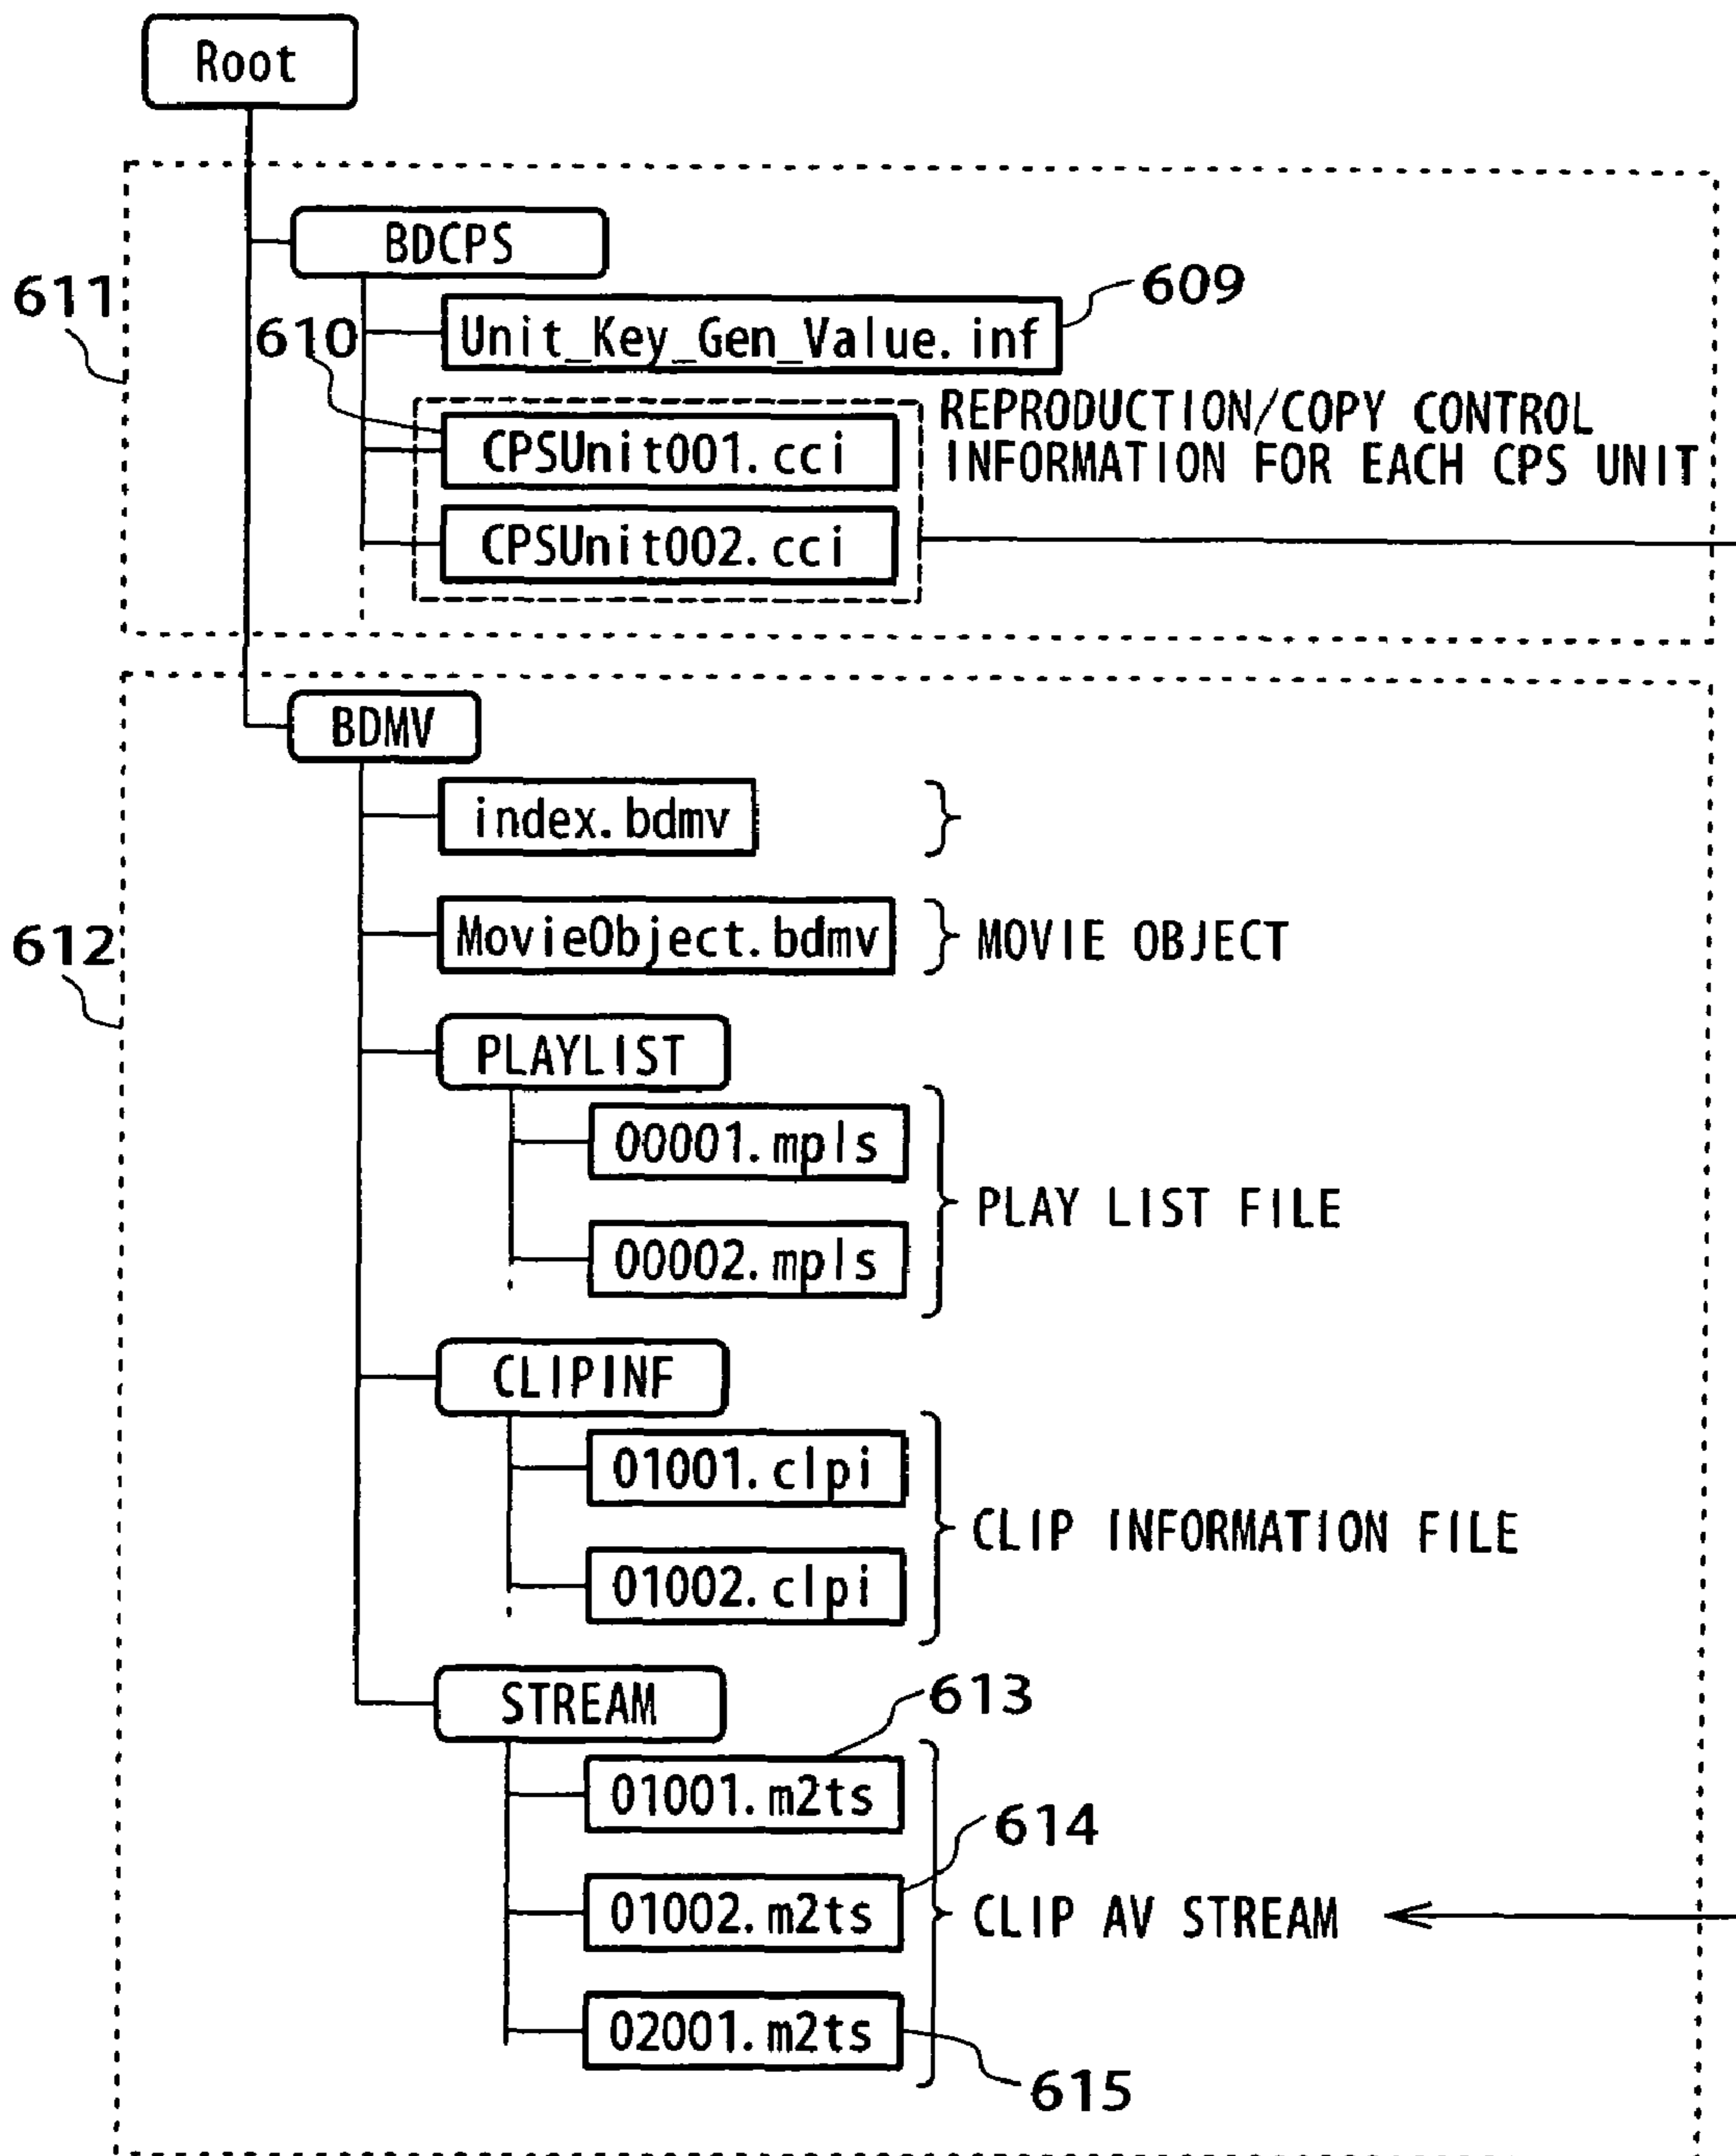 Root
BDCPS
611
609
Unit_Key_Gen_Value.inf
610
REPRODUCTION/COPY CONTROL
INFORMATION FOR EACH CPS UNIT
CPSUnit001.cci
CPSUnit002.cci
BDMV
index.bdmv
612
MovieObject.bdmv
MOVIE OBJECT
PLAYLIST
00001.mpls
PLAY LIST FILE
00002.mpls
CLIPINF
01001.clpi
CLIP INFORMATION FILE
01002.clpi
STREAM
613
01001.m2ts
614
01002.m2ts
CLIP AV STREAM
02001.m2ts
615